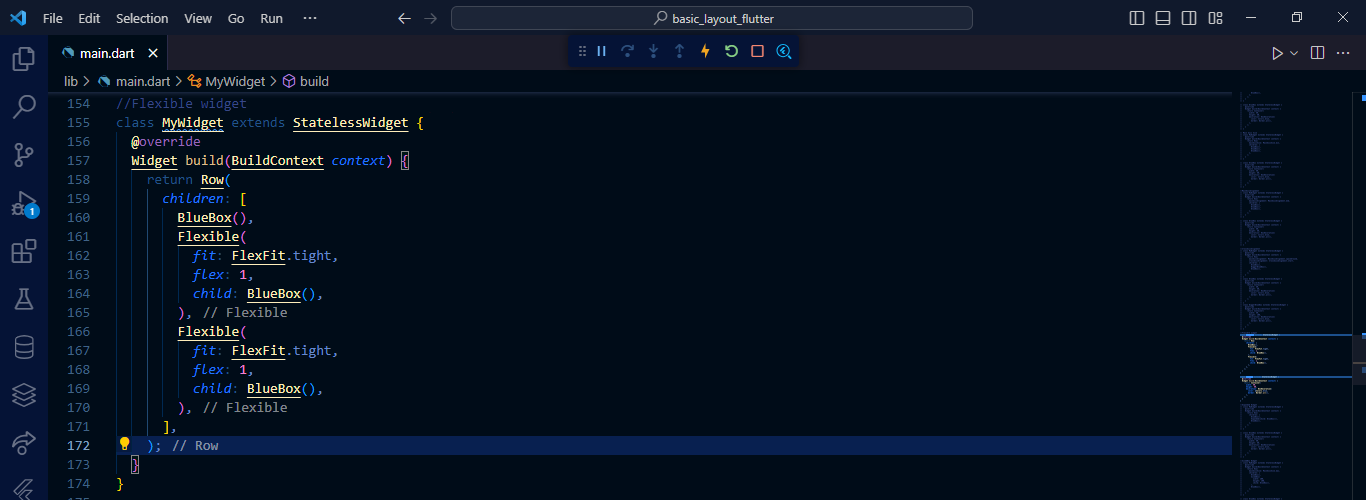 File Edit Selection View Go Run ···
basic_layout_flutter
main.dart
lib > main.dart > MyWidget > build
154 //Flexible widget
155 class MyWidget extends StatelessWidget {
156 @override
157 Widget build(BuildContext context) {
158 return Row(
159 children: [
160 BlueBox(),
161 Flexible(
162 fit: FlexFit.tight,
163 flex: 1,
164 child: BlueBox(),
165 ), // Flexible
166 Flexible(
167 fit: FlexFit.tight,
168 flex: 1,
169 child: BlueBox(),
170 ), // Flexible
171 ],
172 ); // Row
173 }
174 }
1